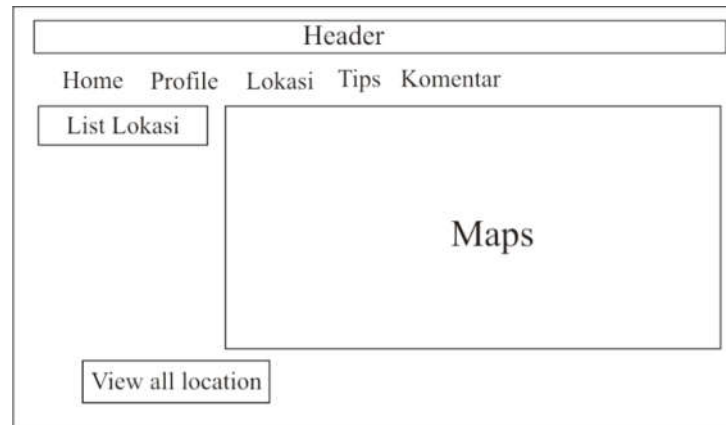 Header
Home Profile Lokasi Tips Komentar
List Lokasi
Maps
View all location